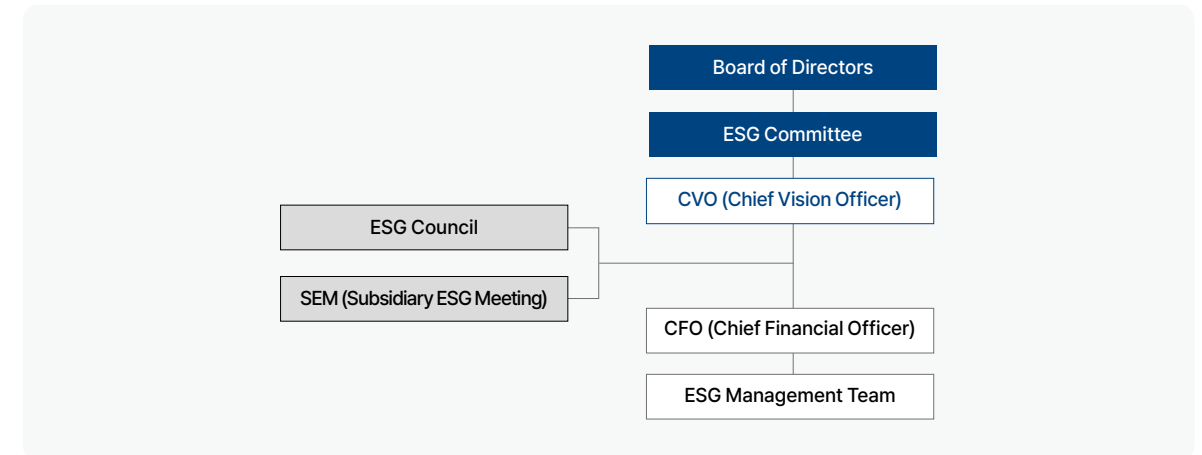 Board of Directors
ESG Committee
CVO (Chief Vision Officer)
ESG Council
SEM (Subsidiary ESG Meeting)
CFO (Chief Financial Officer)
ESG Management Team